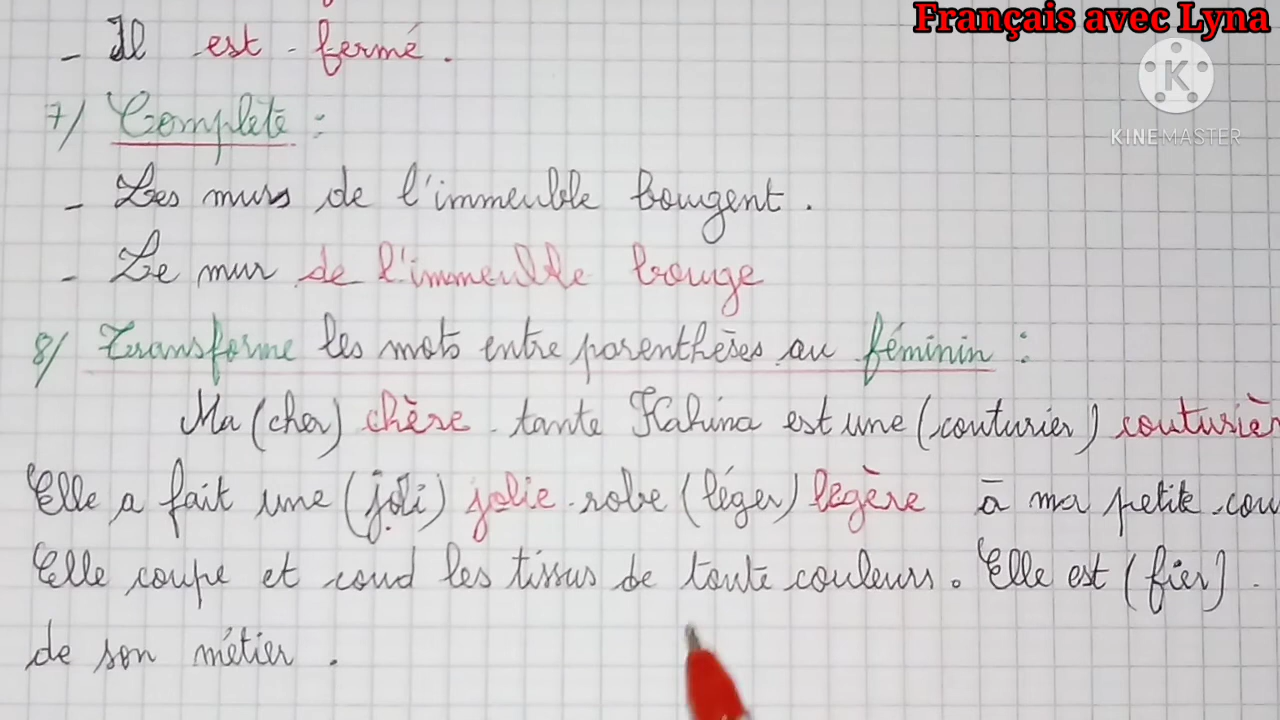 Français avec Lyna
KINEMASTER
- Il est fermé.
7/ Complète :
- Les murs de l'immeuble bougent.
- Le mur de l'immeuble bouge
8/ Transforme les mots entre parenthèses au féminin :
Ma (cher) chère tante Kahina est une (couturier) couturièr
Elle a fait une (joli) jolie robe (léger) légère à ma petite cou
Elle coupe et coud les tissus de toute couleurs. Elle est (fier)
de son métier.